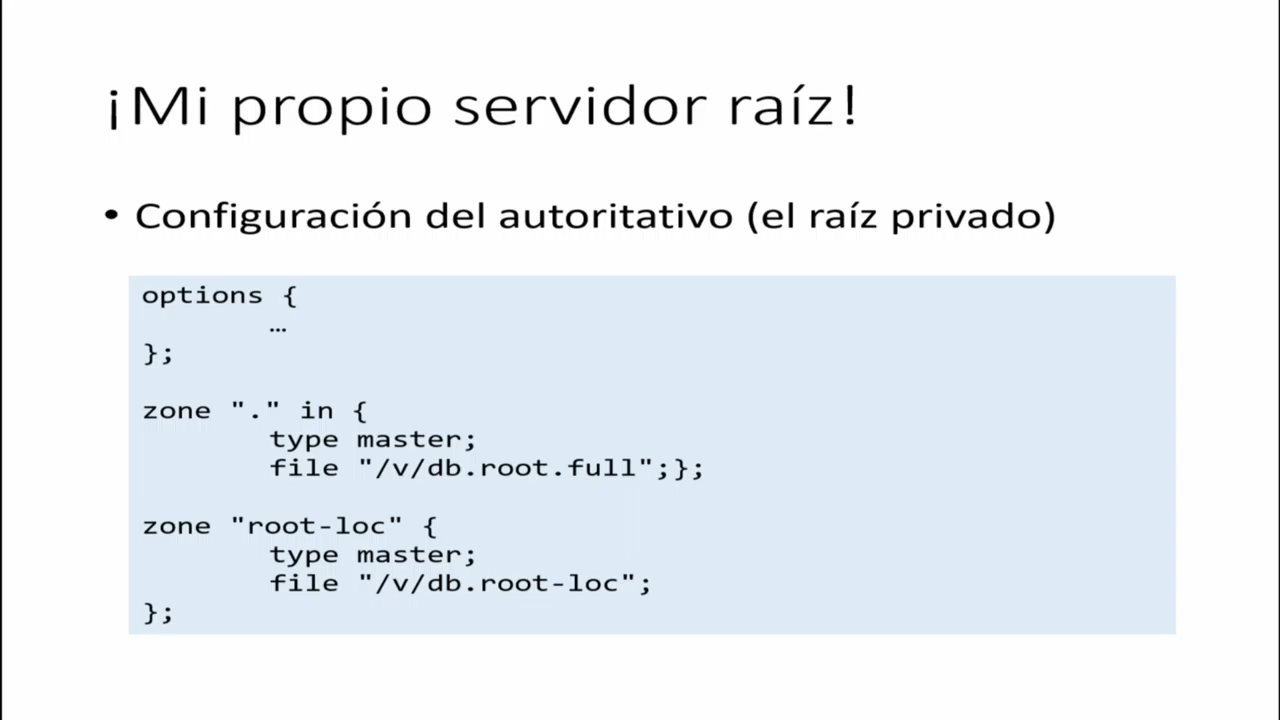 ¡Mi propio servidor raíz!
• Configuración del autoritativo (el raíz privado)
options {
…
};
zone "." in {
type master;
file "/v/db.root.full";};
zone "root-loc" {
type master;
file "/v/db.root-loc";
};